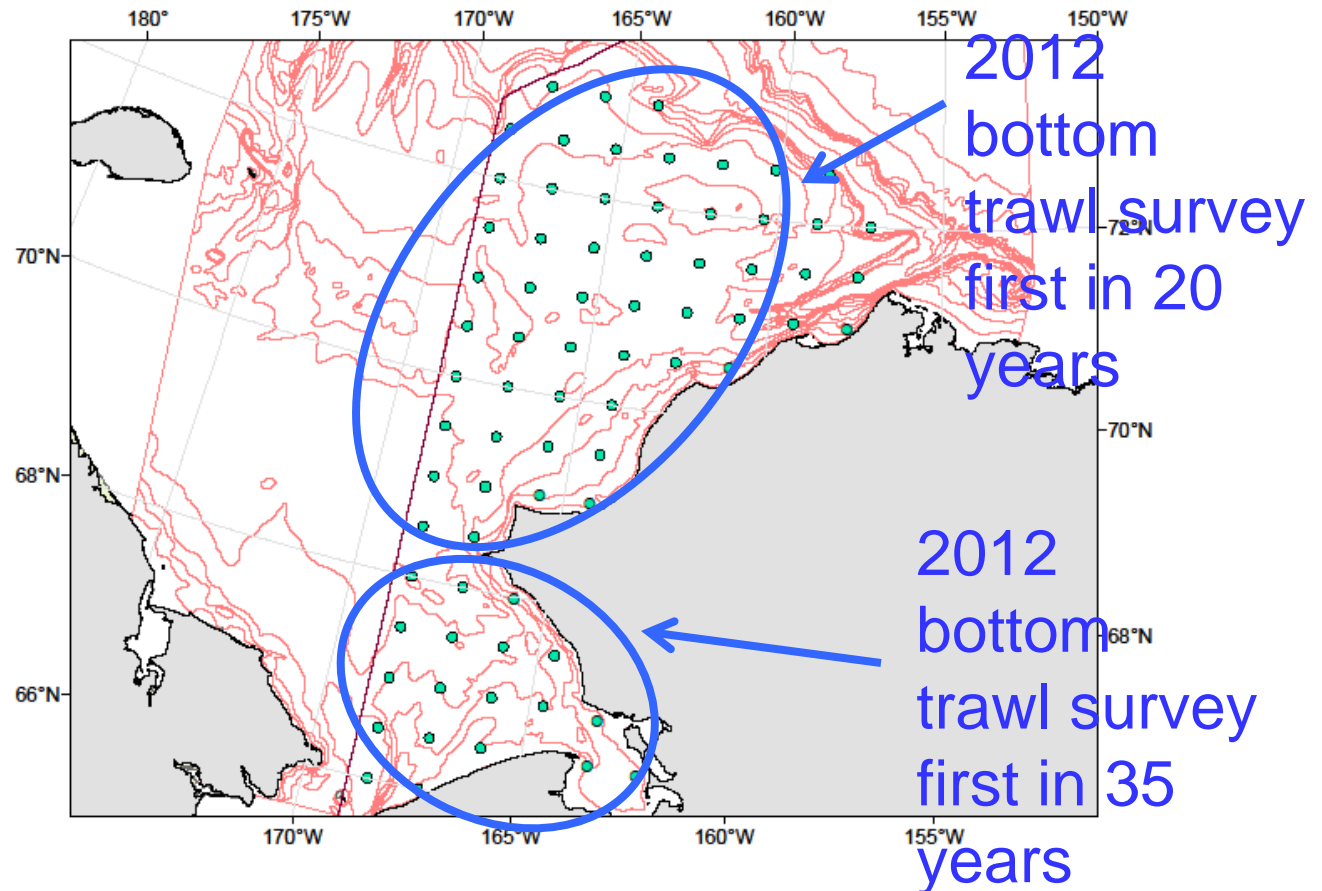 180° 175°W 170°W 165°W 160°W 155°W 150°W
2012
bottom
trawl survey
first in 20
years
72°N
70°N
70°N
68°N
2012
bottom
trawl survey
first in 35
years
68°N
66°N
170°W 165°W 160°W 155°W